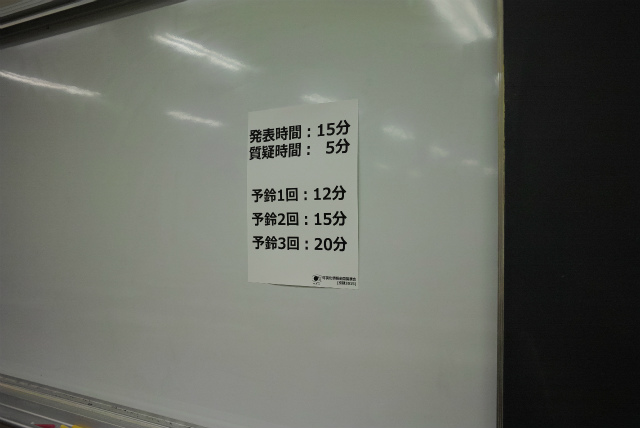 発表時間：15分
質疑時間： 5分
予鈴1回：12分
予鈴2回：15分
予鈴3回：20分